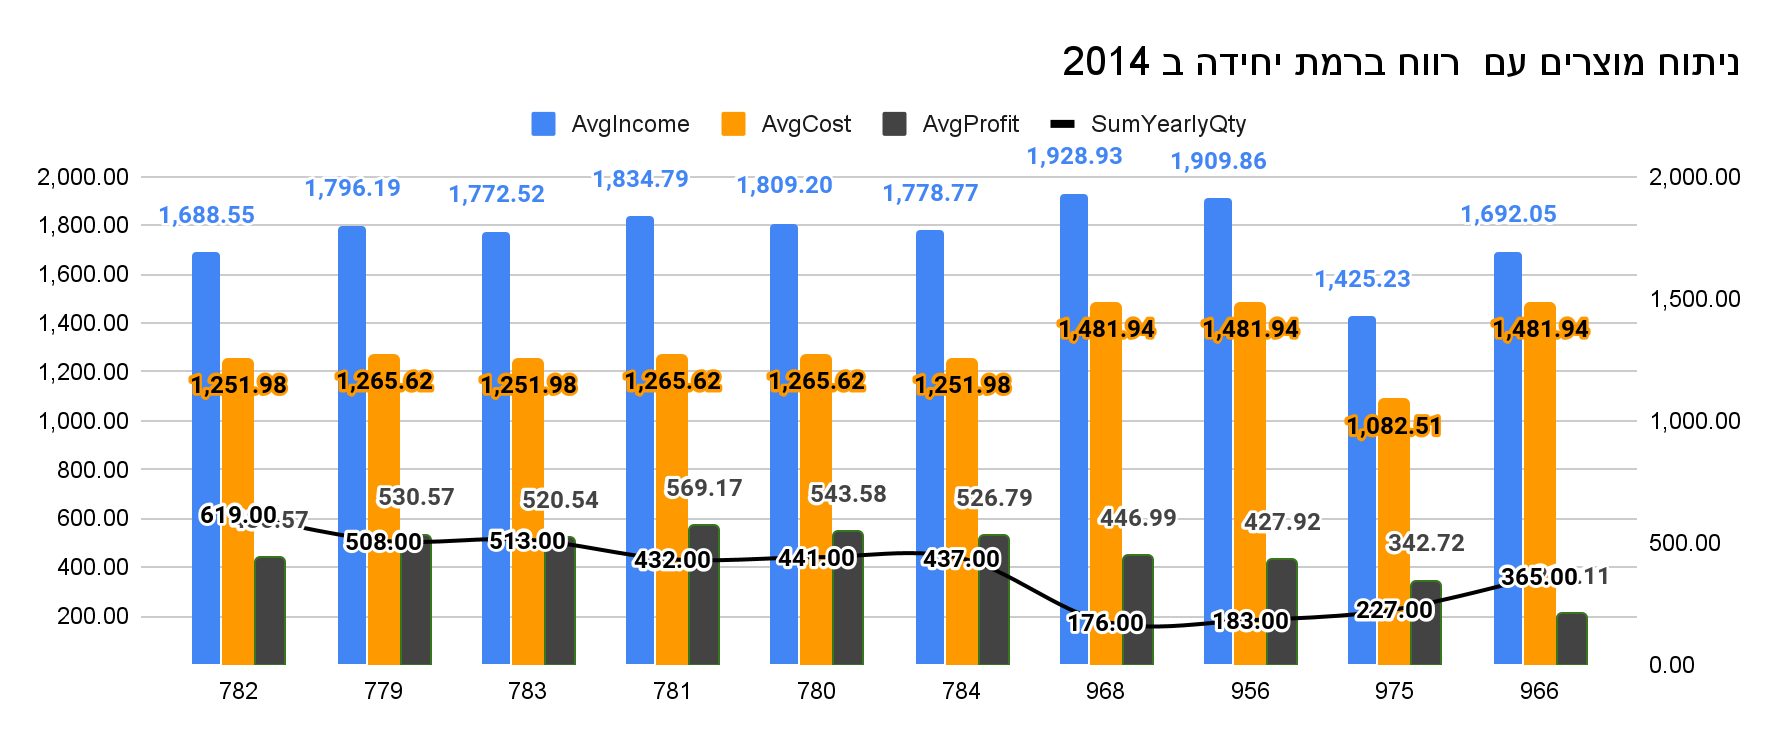 ניתוח מוצרים עם  רווח ברמת יחידה ב 2014
AvgIncome AvgCost AvgProfit SumYearlyQty
2,000.00
1,800.00
1,600.00
1,400.00
1,200.00
1,000.00
800.00
600.00
400.00
200.00
2,000.00
1,500.00
1,000.00
500.00
0.00
1,688.55 1,796.19 1,772.52 1,834.79 1,809.20 1,778.77 1,928.93 1,909.86 1,425.23 1,692.05
1,251.98 1,265.62 1,251.98 1,265.62 1,265.62 1,251.98 1,481.94 1,481.94 1,082.51 1,481.94
530.57 520.54 569.17 543.58 526.79 446.99 427.92 342.72
619.00 508.00 513.00 432.00 441.00 437.00 176.00 183.00 227.00 365.00
782 779 783 781 780 784 968 956 975 966